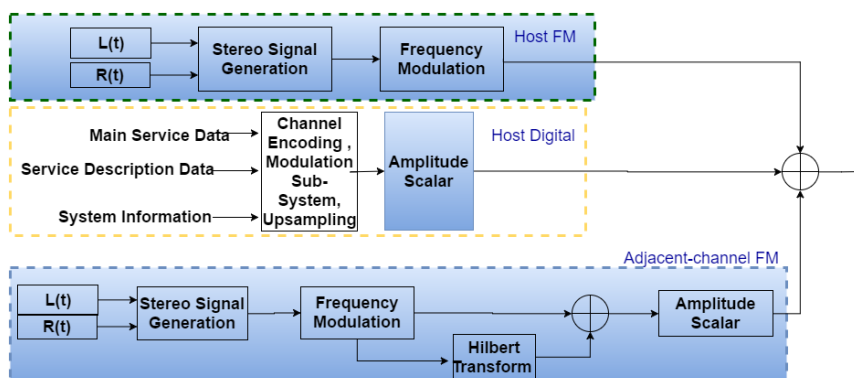 Host FM
L(t)
R(t)
Stereo Signal
Generation
Frequency
Modulation
Host Digital
Main Service Data
Service Description Data
System Information
Channel
Encoding ,
Modulation
Sub-
System,
Upsampling
Amplitude
Scalar
Adjacent-channel FM
L(t)
R(t)
Stereo Signal
Generation
Frequency
Modulation
Hilbert
Transform
Amplitude
Scalar